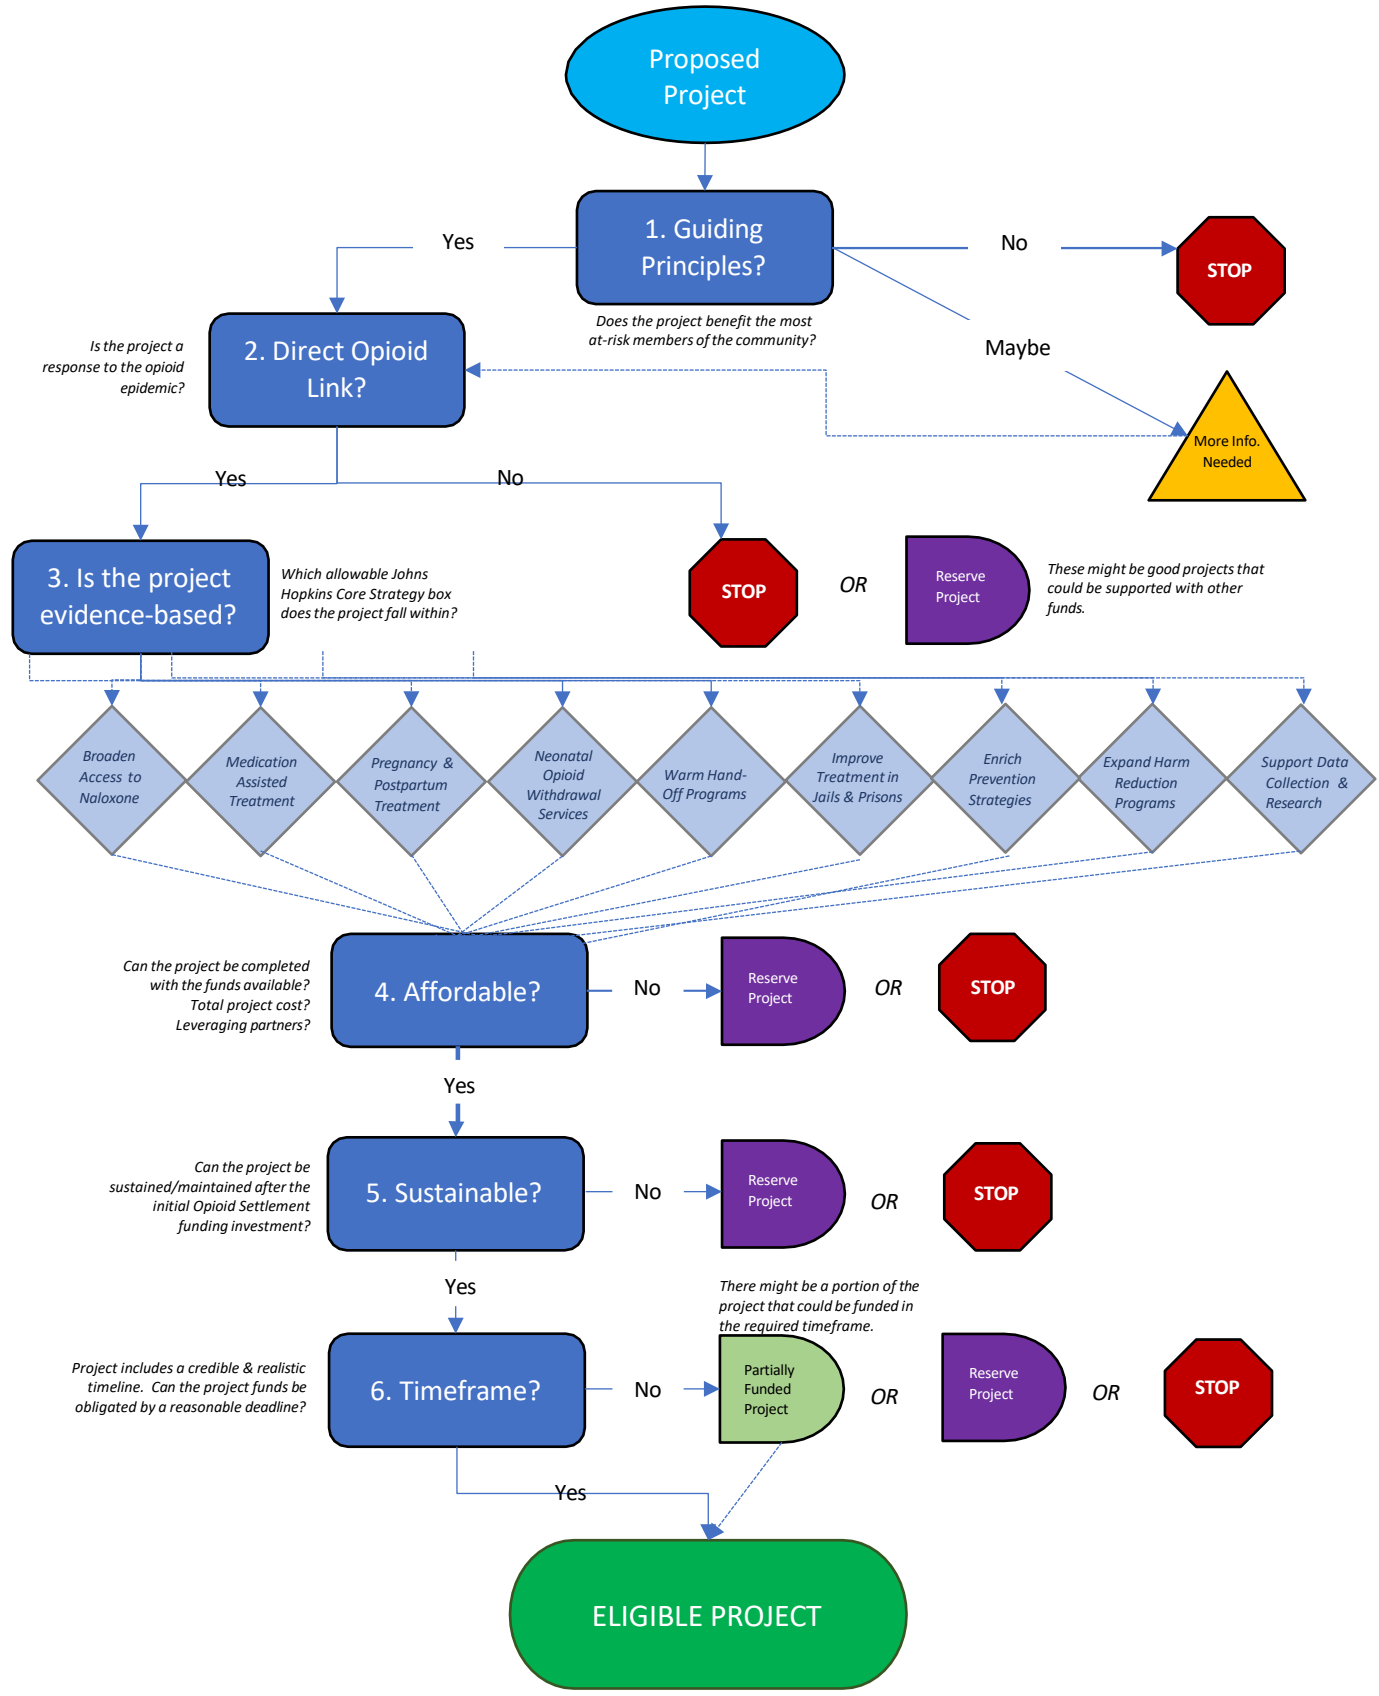 Proposed
Project
1. Guiding
Principles?
Yes
No
STOP
Does the project benefit the most
at-risk members of the community?
Maybe
Is the project a
response to the opioid
epidemic?
2. Direct Opioid
Link?
More Info.
Needed
Yes
No
3. Is the project
evidence-based?
Which allowable Johns
Hopkins Core Strategy box
does the project fall within?
STOP
OR
Reserve
Project
These might be good projects that
could be supported with other
funds.
Broaden
Access to
Naloxone
Medication
Assisted
Treatment
Pregnancy &
Postpartum
Treatment
Neonatal
Opioid
Withdrawal
Services
Warm Hand-
Off Programs
Improve
Treatment in
Jails & Prisons
Enrich
Prevention
Strategies
Expand Harm
Reduction
Programs
Support Data
Collection &
Research
Can the project be completed
with the funds available?
Total project cost?
Leveraging partners?
4. Affordable?
No
Reserve
Project
OR
STOP
Yes
Can the project be
sustained/maintained after the
initial Opioid Settlement
funding investment?
5. Sustainable?
No
Reserve
Project
OR
STOP
Yes
There might be a portion of the
project that could be funded in
the required timeframe.
Project includes a credible & realistic
timeline. Can the project funds be
obligated by a reasonable deadline?
6. Timeframe?
No
Partially
Funded
Project
OR
Reserve
Project
OR
STOP
Yes
ELIGIBLE PROJECT